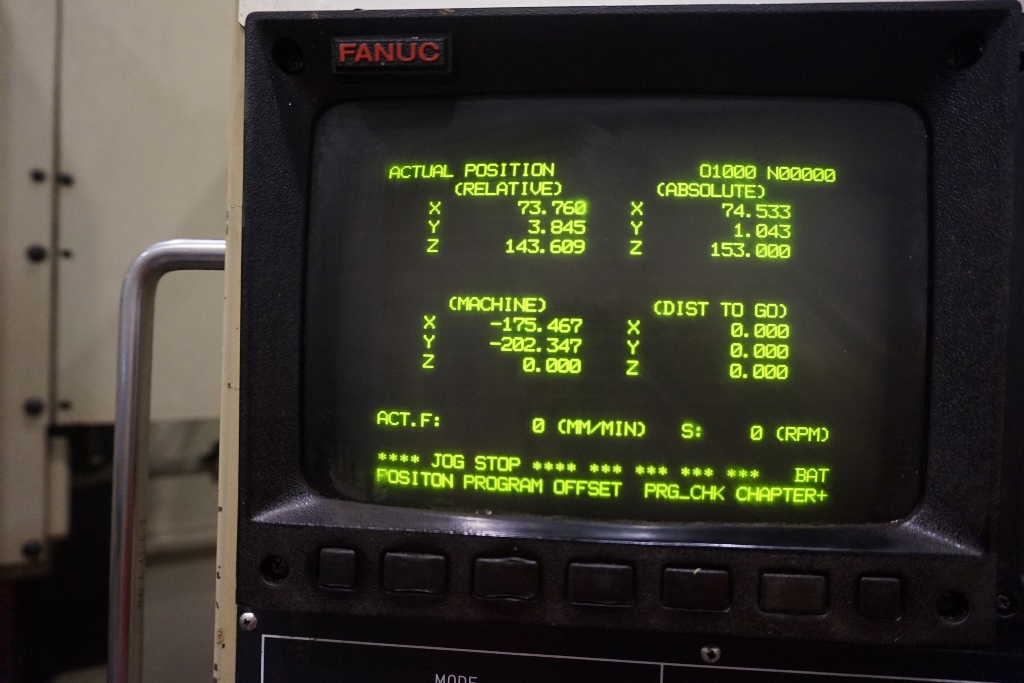 FANUC
ACTUAL POSITION O1000 N00000
(RELATIVE) (ABSOLUTE)
X 73.760 X 74.533
Y 3.845 Y 1.043
Z 143.609 Z 153.000
(MACHINE) (DIST TO GO)
X -175.467 X 0.000
Y -202.347 Y 0.000
Z 0.000 Z 0.000
ACT.F: 0 (MM/MIN) S: 0 (RPM)
**** JOG STOP **** *** *** *** *** BAT
POSITON PROGRAM OFFSET PRG_CHK CHAPTER+
MODE